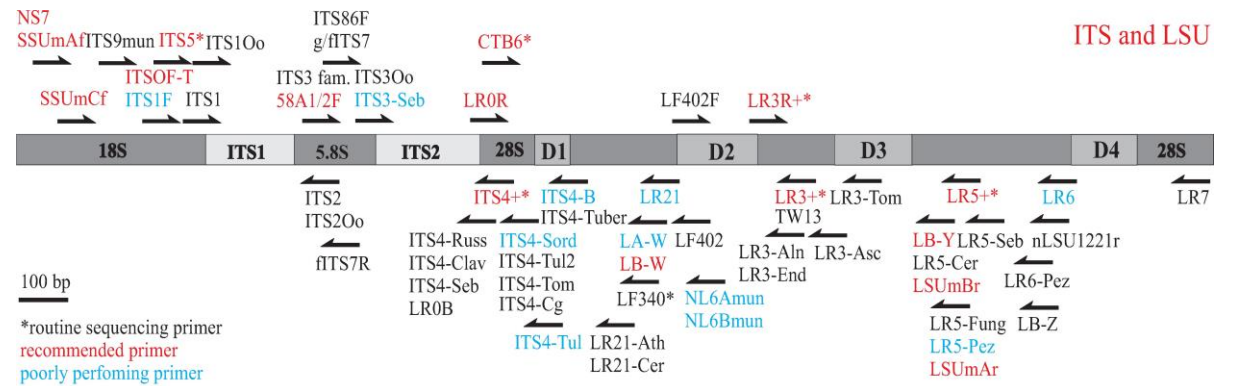 NS7
SSUmAf
ITS9mun
ITS5*
ITS1Oo
ITS86F
g/fITS7
CTB6*
ITS and LSU
SSUmCf
ITSOF-T
ITS1F
ITS1
ITS3 fam.
58A1/2F
ITS3Oo
ITS3-Seb
LR0R
LF402F
LR3R+*
18S ITS1 5.8S ITS2 28S D1 D2 D3 D4 28S
ITS2
ITS2Oo
fITS7R
ITS4+*
ITS4-Russ
ITS4-Clav
ITS4-Seb
LR0B
ITS4-B
ITS4-Tuber
ITS4-Sord
ITS4-Tul2
ITS4-Tom
ITS4-Cg
ITS4-Tul
LR21
LA-W
LB-W
LF340*
LR21-Ath
LR21-Cer
LF402
NL6Amun
NL6Bmun
LR3+*
TW13
LR3-Aln
LR3-End
LR3-Tom
LR3-Asc
LR5+*
LB-Y
LR5-Cer
LSUmBr
LR5-Seb
LR5-Fung
LR5-Pez
LSUmAr
LR6
nLSU1221r
LR6-Pez
LB-Z
LR7
100 bp
*routine sequencing primer
recommended primer
poorly perfoming primer